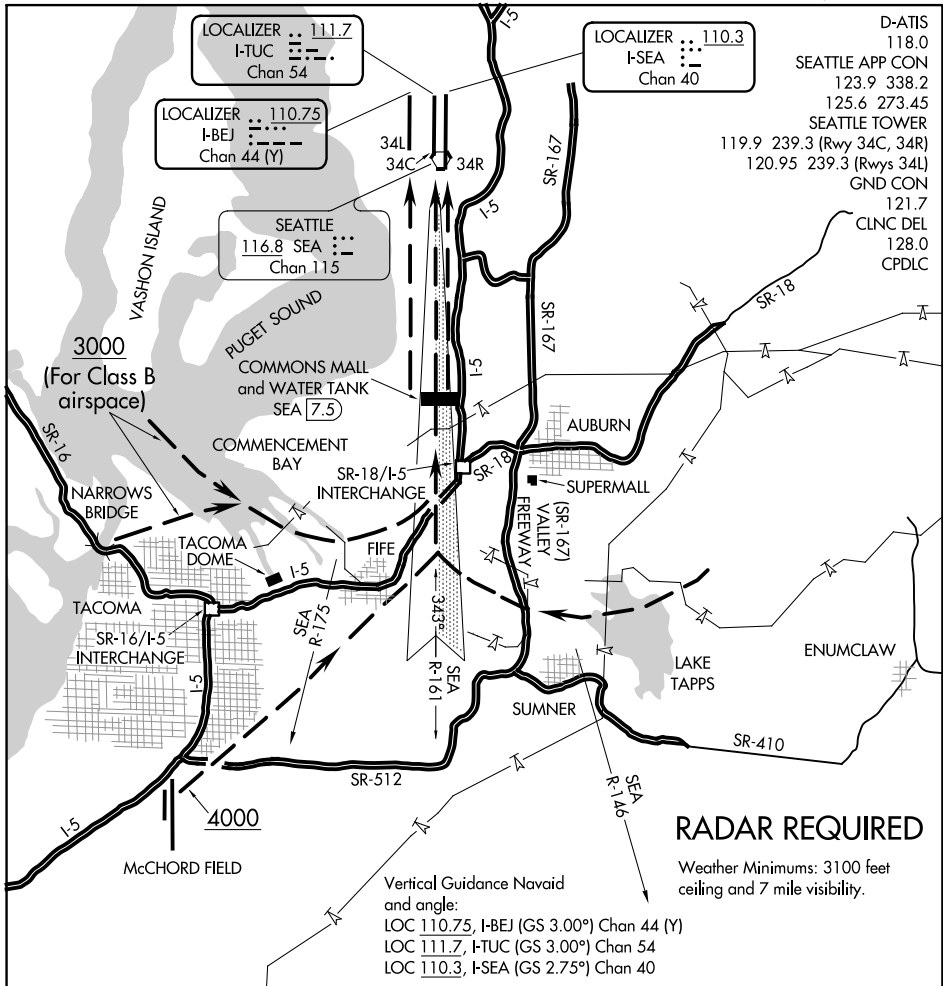 LOCALIZER 111.7
I-TUC
Chan 54
LOCALIZER 110.3
I-SEA
Chan 40
LOCALIZER 110.75
I-BEJ
Chan 44 (Y)
D-ATIS
118.0
SEATTLE APP CON
123.9 338.2
125.6 273.45
SEATTLE TOWER
119.9 239.3 (Rwy 34C, 34R)
120.95 239.3 (Rwys 34L)
GND CON
121.7
CLNC DEL
128.0
CPDLC
I-5
34L
34C
34R
SR-167
I-5
SEATTLE
116.8 SEA
Chan 115
VASHON ISLAND
PUGET SOUND
SR-18
SR-167
I-5
3000
(For Class B
airspace)
COMMONS MALL
and WATER TANK
SEA 7.5
SR-16
COMMENCEMENT
BAY
AUBURN
SR-18/I-5
INTERCHANGE
SR-18
SUPERMALL
NARROWS
BRIDGE
(SR-167)
VALLEY
FREEWAY
TACOMA
DOME
FIFE
I-5
TACOMA
SR-16/I-5
INTERCHANGE
SEA
R-175
343°
SEA
R-161
I-5
LAKE
TAPPS
ENUMCLAW
SUMNER
SR-410
SR-512
SEA
R-146
4000
I-5
McCHORD FIELD
RADAR REQUIRED
Weather Minimums: 3100 feet
ceiling and 7 mile visibility.
Vertical Guidance Navaid
and angle:
LOC 110.75, I-BEJ (GS 3.00°) Chan 44 (Y)
LOC 111.7, I-TUC (GS 3.00°) Chan 54
LOC 110.3, I-SEA (GS 2.75°) Chan 40